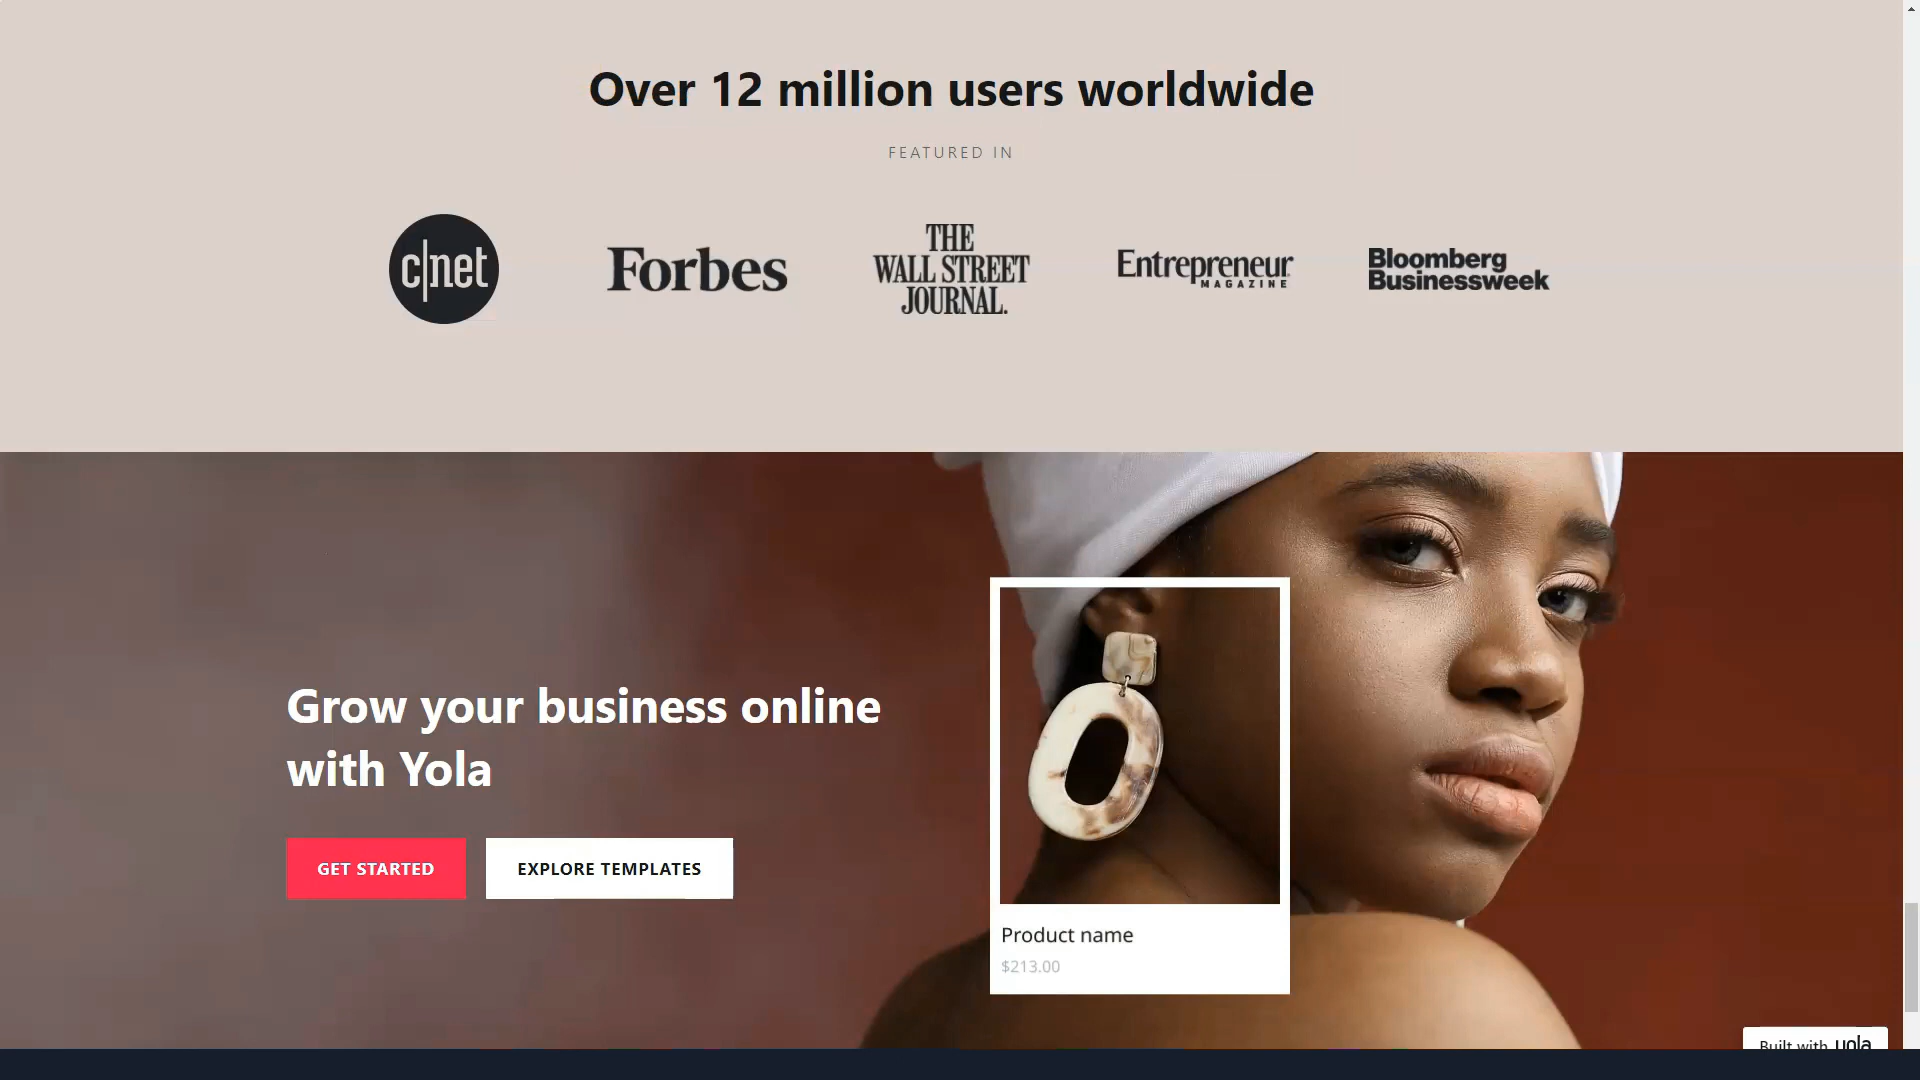 Over 12 million users worldwide
FEATURED IN
c|net
Forbes
THE
WALL STREET
JOURNAL.
Entrepreneur
MAGAZINE
Bloomberg
Businessweek
Grow your business online
with Yola
GET STARTED
EXPLORE TEMPLATES
Product name
$213.00
Built with yola